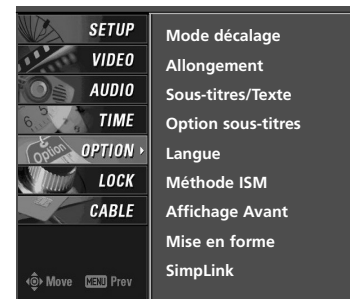 SETUP
VIDEO
AUDIO
TIME
Option
OPTION
LOCK
CABLE
Move MENU Prev
Mode décalage
Allongement
Sous-titres/Texte
Option sous-titres
Langue
Méthode ISM
Affichage Avant
Mise en forme
SimpLink